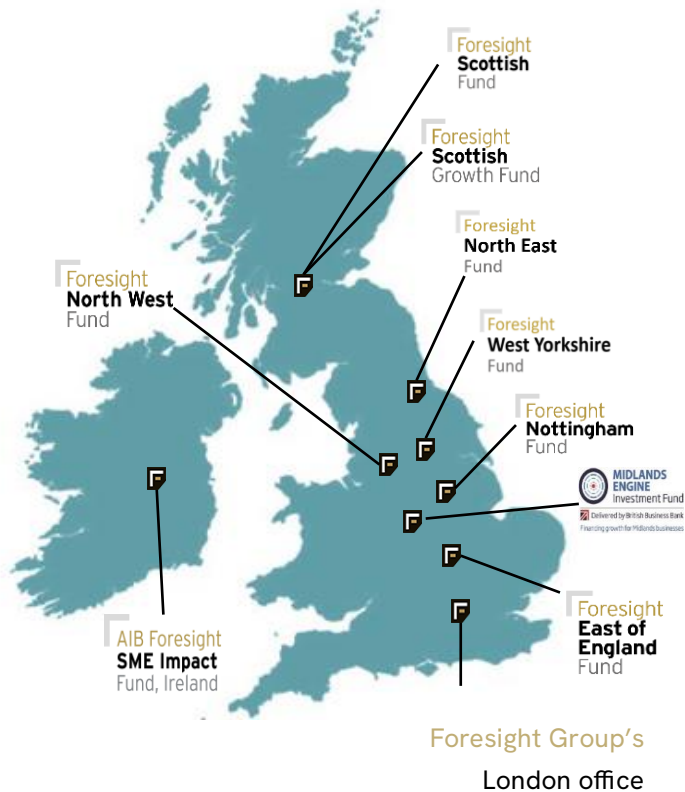 Foresight
Scottish
Fund
Foresight
Scottish
Growth Fund
Foresight
North East
Fund
Foresight
North West
Fund
Foresight
West Yorkshire
Fund
Foresight
Nottingham
Fund
MIDLANDS
ENGINE
Investment Fund
Delivered by British Business Bank
Financing growth for Midlands businesses
Foresight
East of
England
Fund
AIB Foresight
SME Impact
Fund, Ireland
Foresight Group's
London office